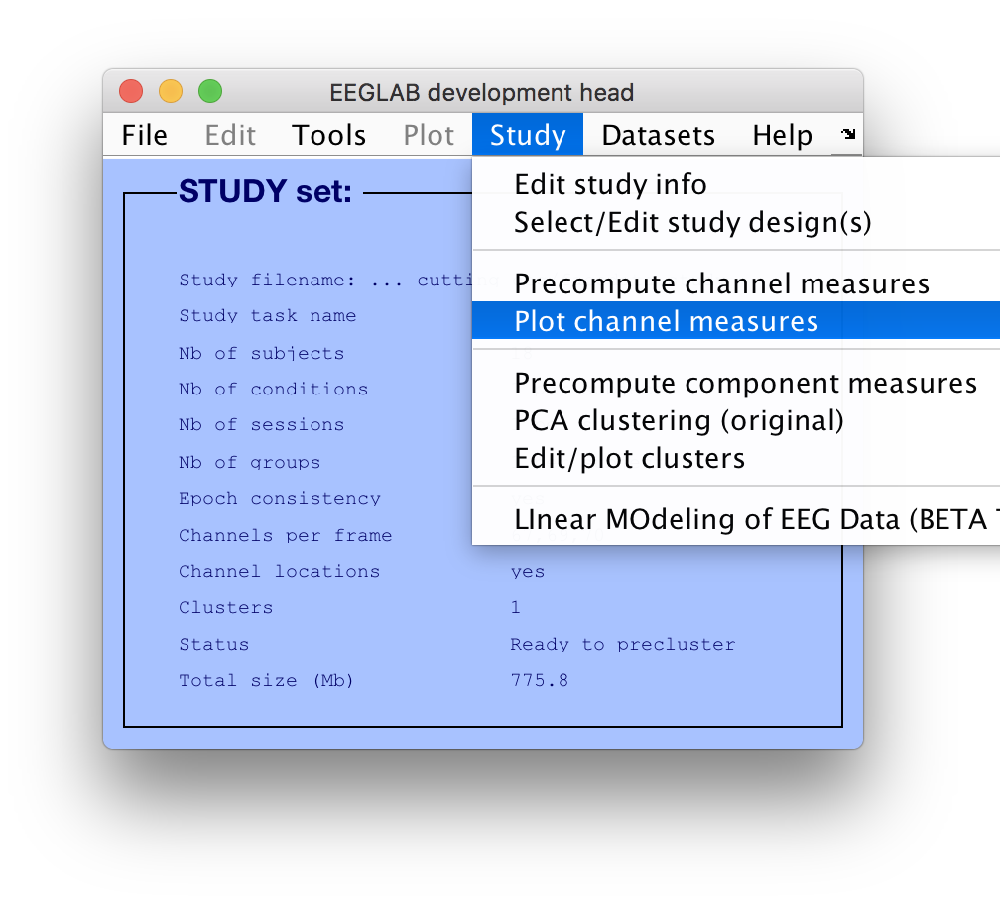 EEGLAB development head
File Edit Tools Plot Study Datasets Help
STUDY set:
Edit study info
Select/Edit study design(s)
Precompute channel measures
Plot channel measures
Precompute component measures
PCA clustering (original)
Edit/plot clusters
LInear MOdeling of EEG Data (BETA
Study filename: ...
Study task name
Nb of subjects
Nb of conditions
Nb of sessions
Nb of groups
Epoch consistency
Channels per frame
Channel locations yes
Clusters 1
Status Ready to precluster
Total size (Mb) 775.8